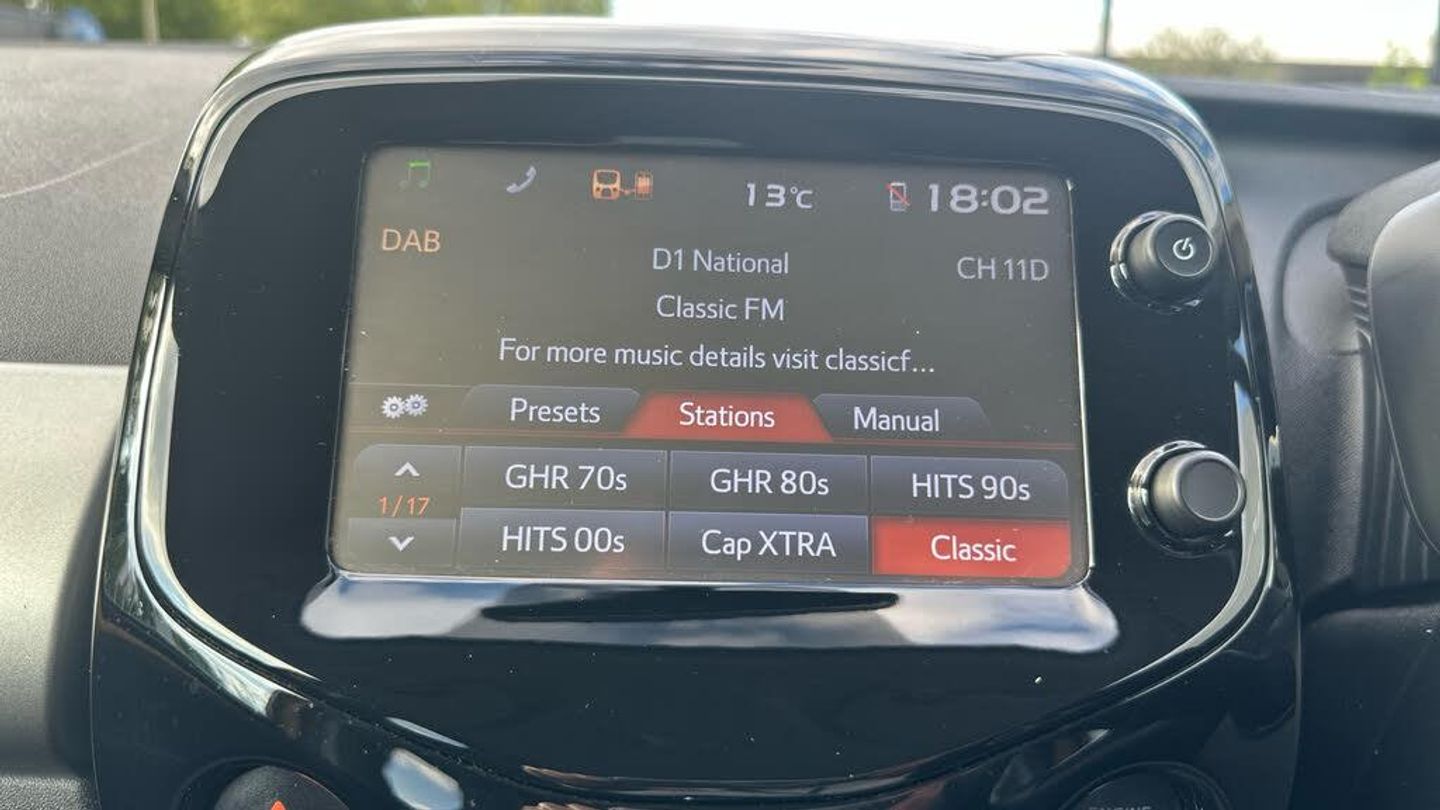 13°C
18:02
DAB
D1 National
CH 11D
Classic FM
For more music details visit classicf...
Presets
Stations
Manual
GHR 70s
GHR 80s
HITS 90s
1/17
HITS 00s
Cap XTRA
Classic
ENGINE